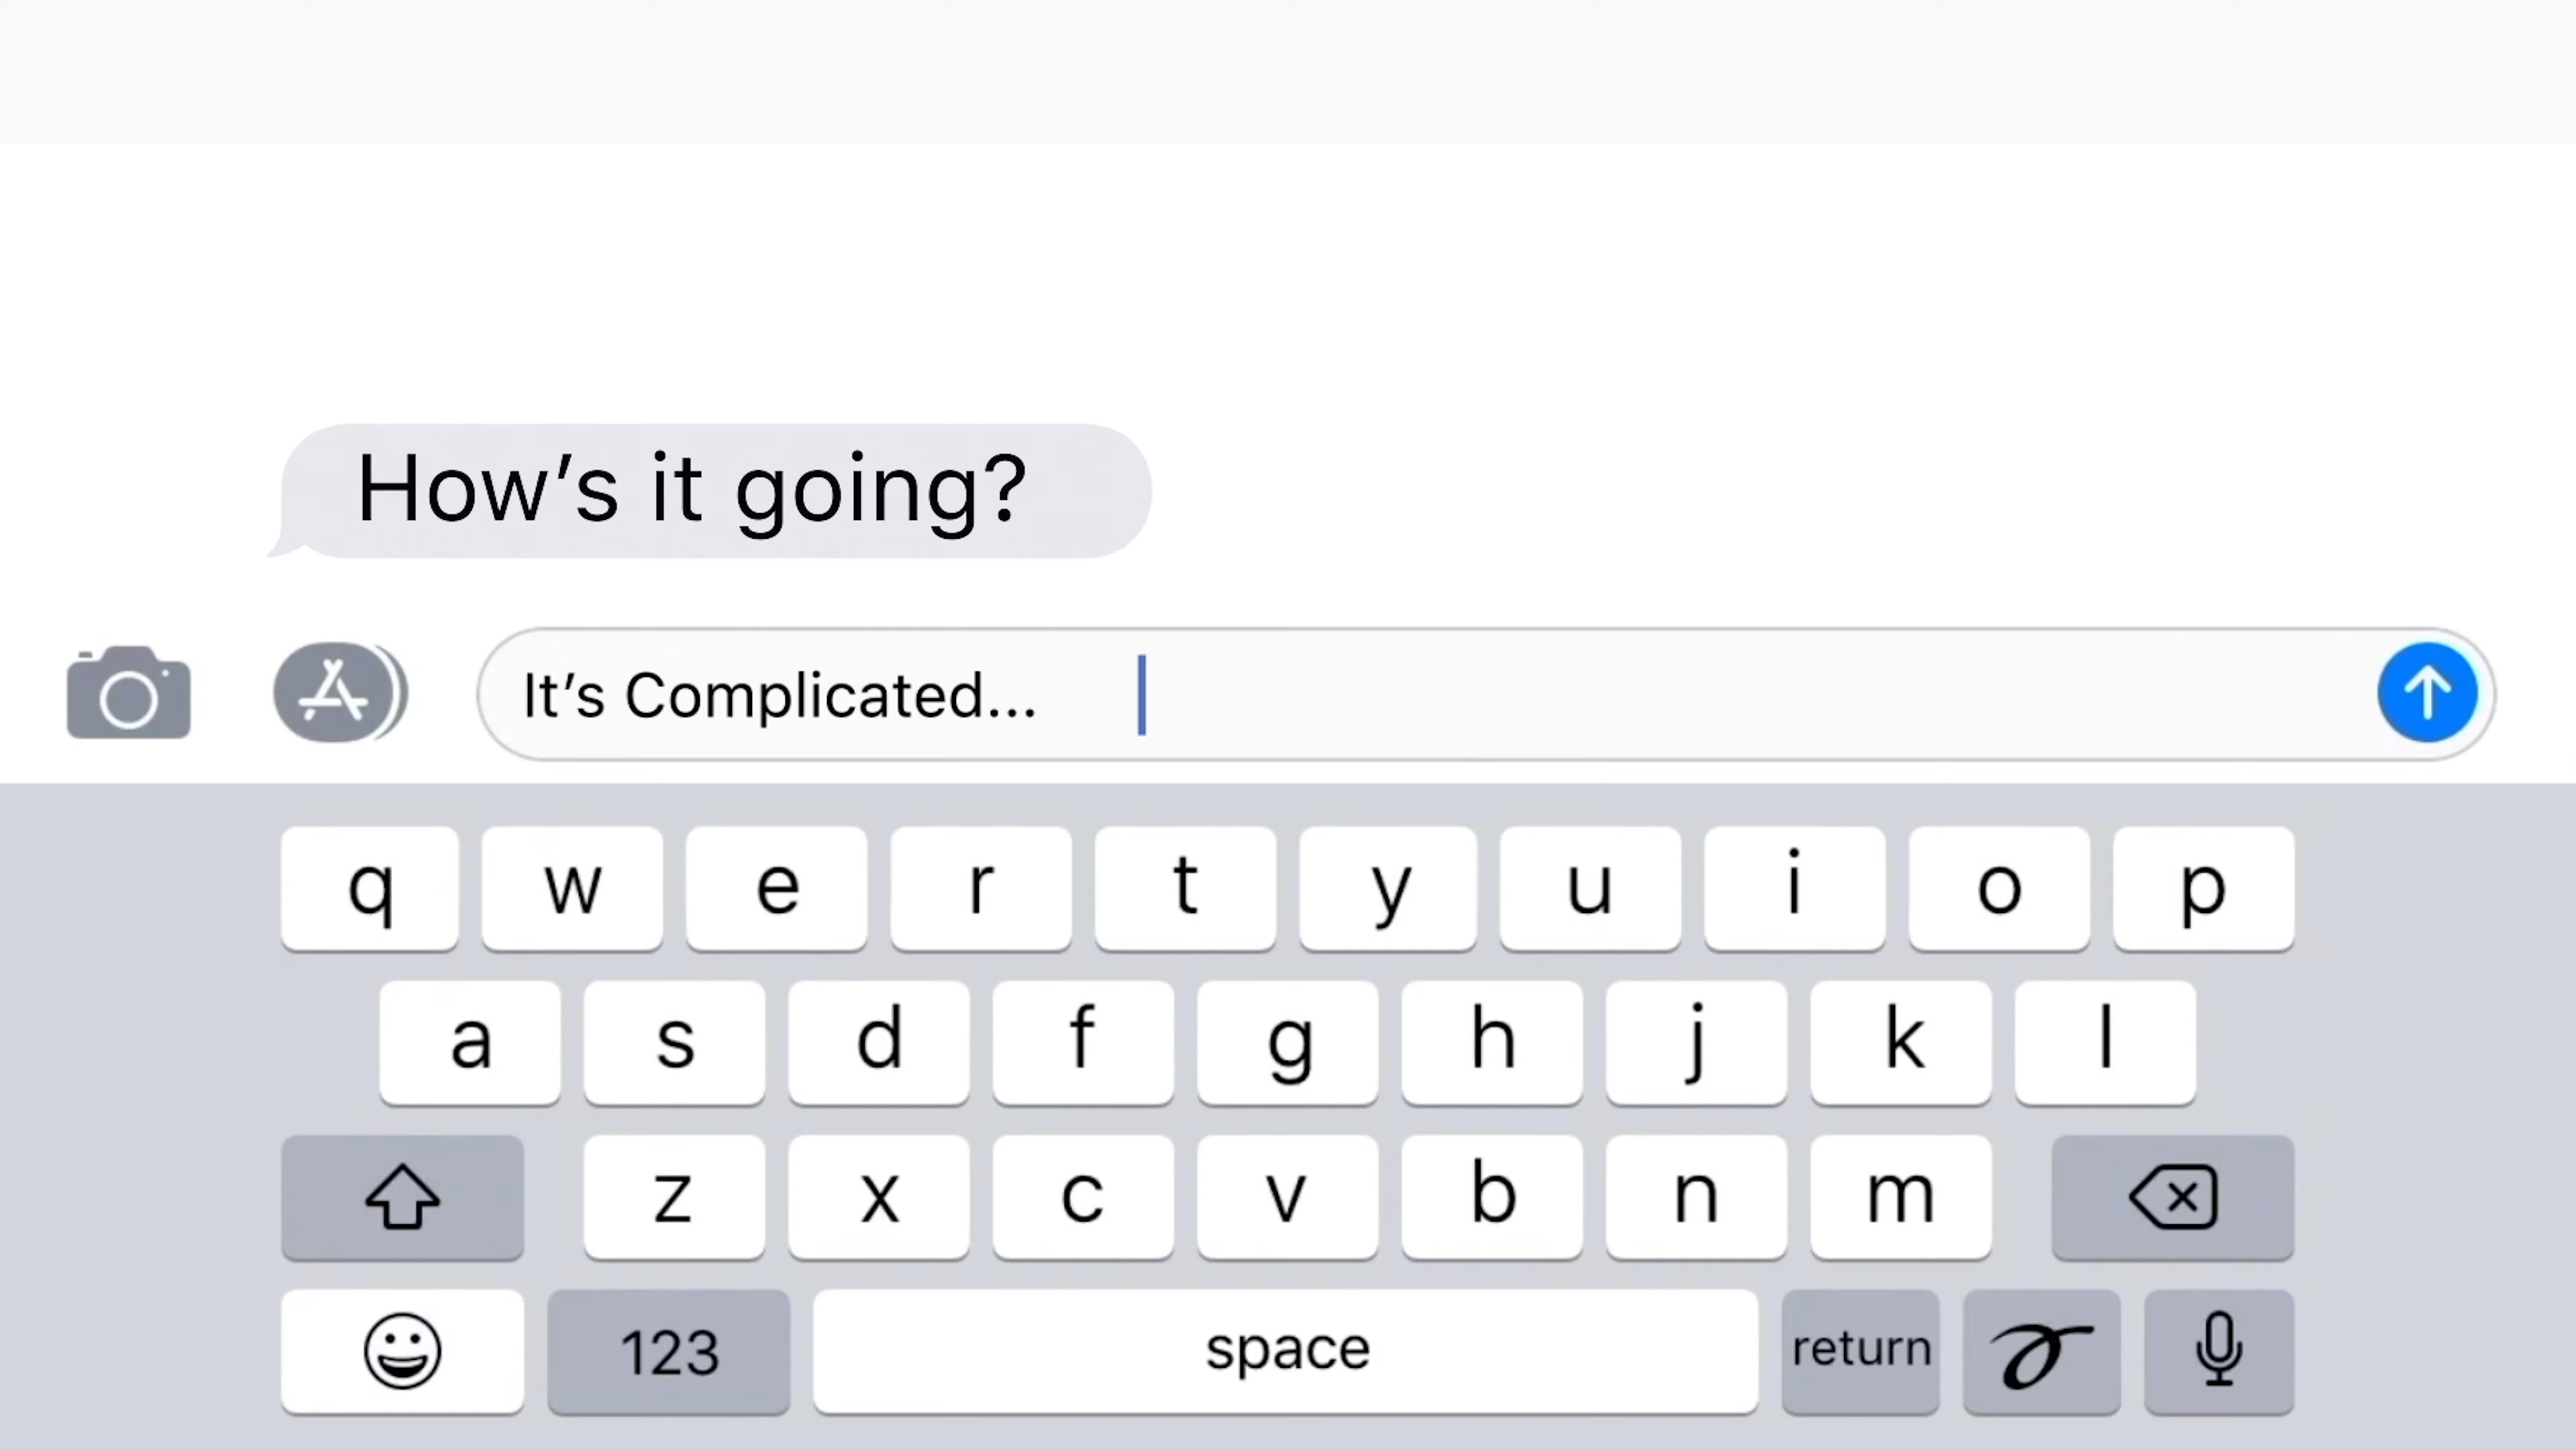 How’s it going?
It’s Complicated...
q w e r t y u i o p
a s d f g h j k l
z x c v b n m
123 space return